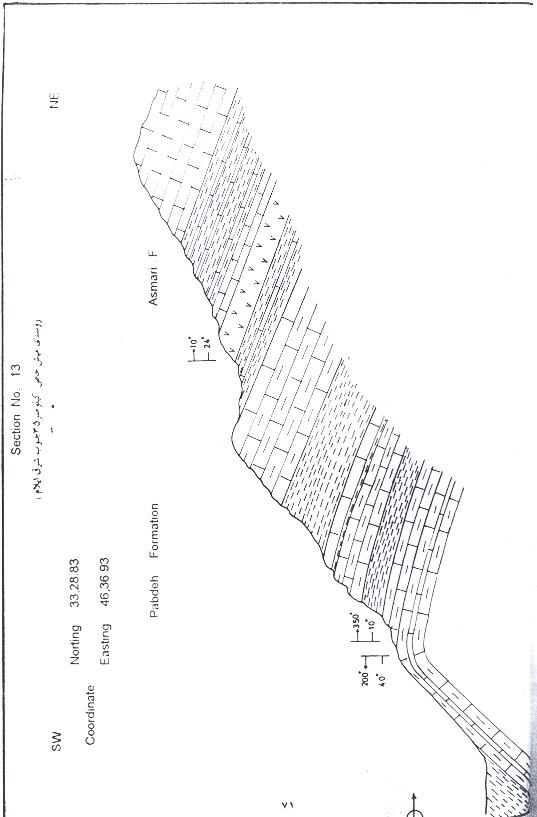 Section No. 13
SW
NE
Coordinate
Norting 33.28.83
Easting 46.36.93
Pabdeh Formation
Asmari F
200°
40°
350°
10°
10°
24°
۷۱